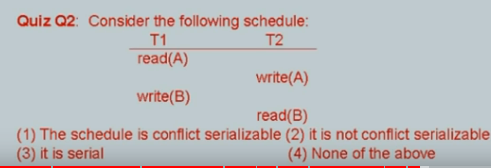 Quiz Q2: Consider the following schedule:
T1 T2
read(A)
write(A)
write(B)
read(B)
(1) The schedule is conflict serializable (2) it is not conflict serializable
(3) it is serial (4) None of the above